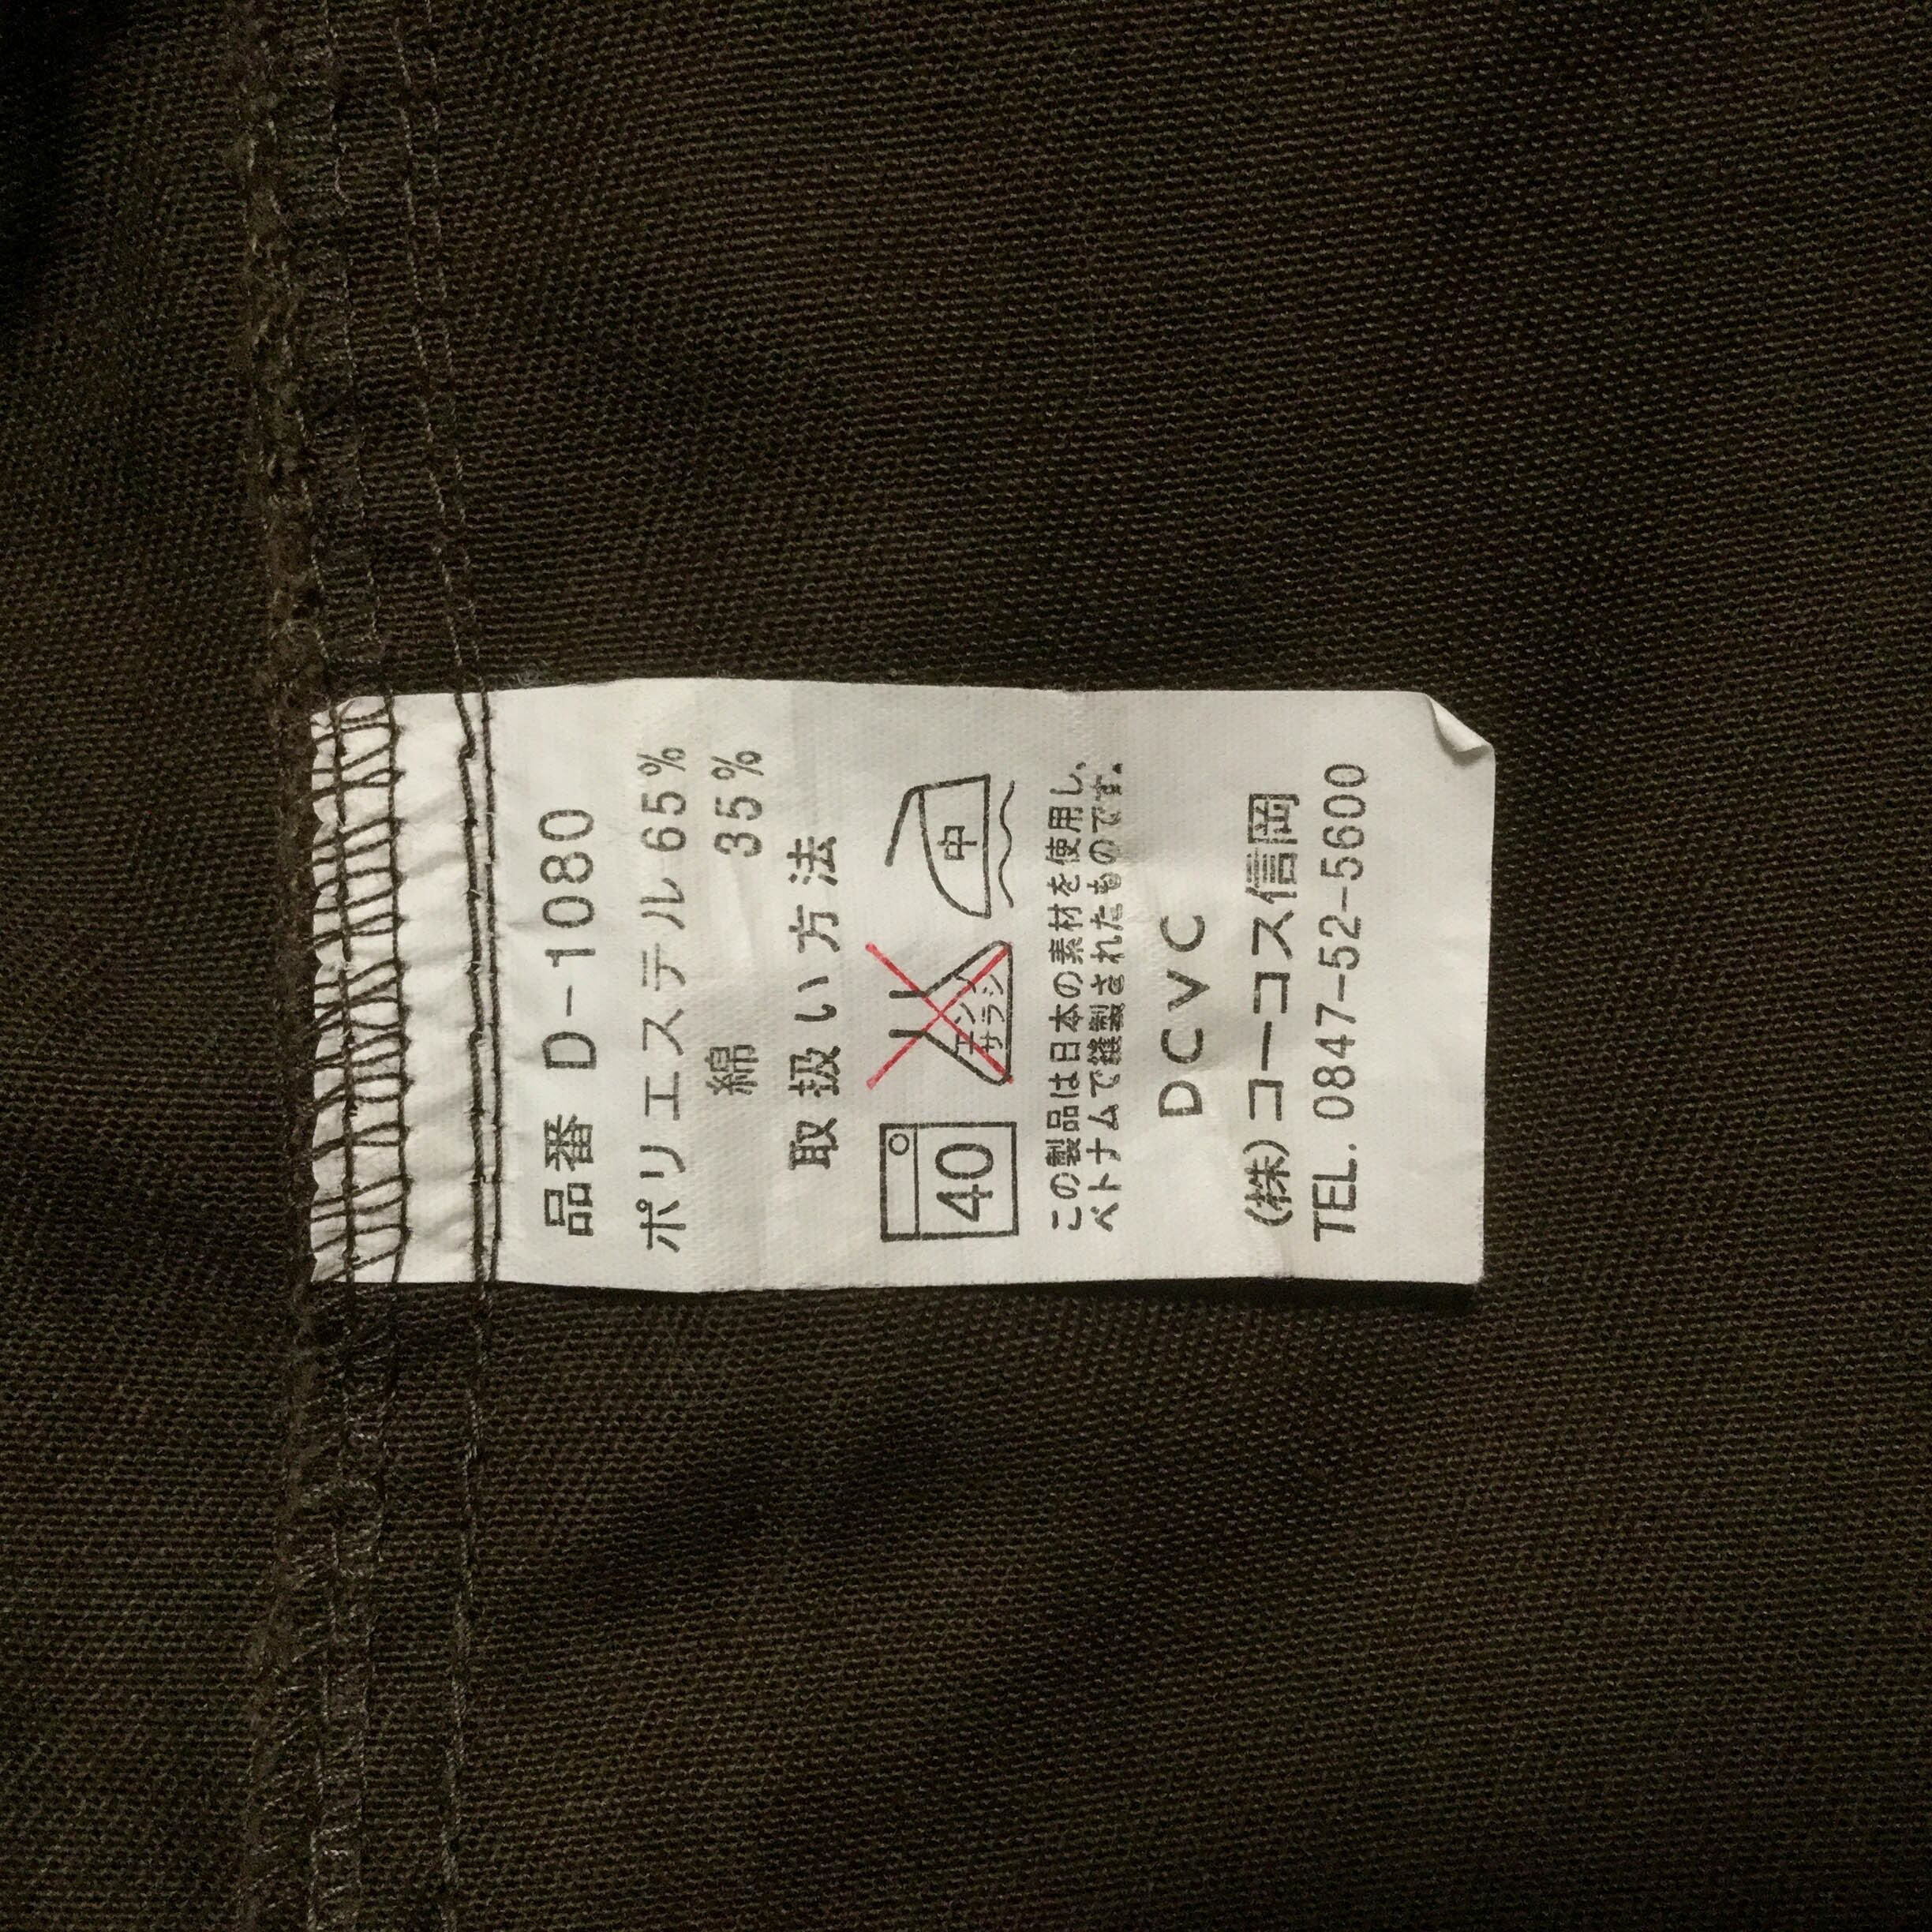 品番 D-1080
ポリエステル 65%
綿 35%
取扱い方法
40 エンソサラシ 中
この製品は日本の素材を使用し、
ベトナムで縫製されたものです。
DCVC
(株)コーコス信岡
TEL. 0847-52-5600